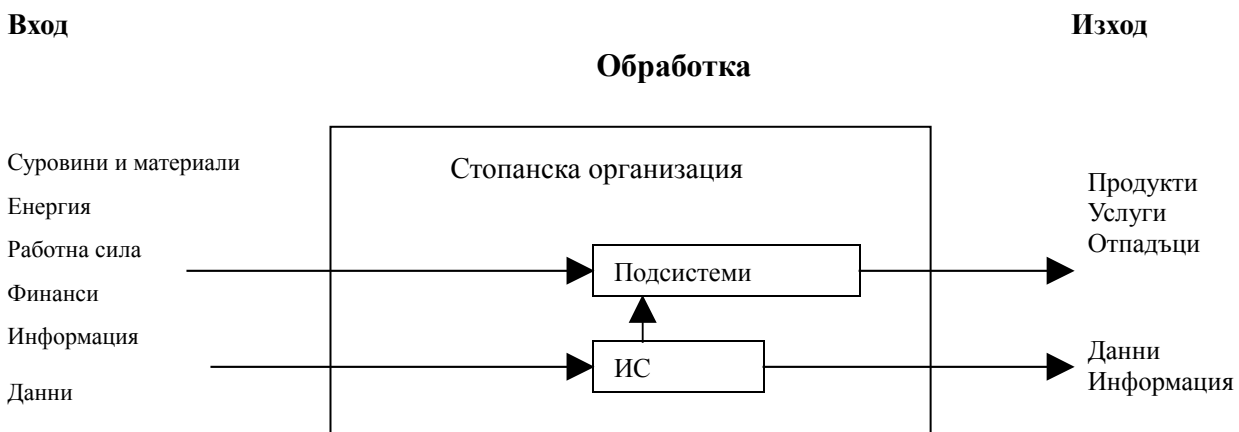 Вход
Изход
Обработка
Суровини и материали
Енергия
Работна сила
Финанси
Информация
Данни
Стопанска организация
Подсистеми
ИС
Продукти
Услуги
Отпадъци
Данни
Информация